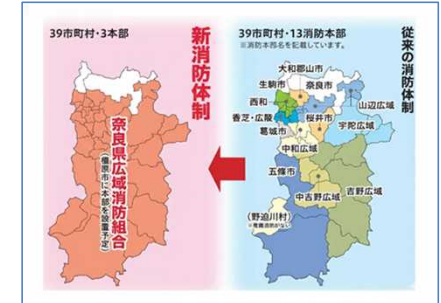 39市町村・3本部
新消防体制
奈良県広域消防組合
(橿原市に本部を設置予定)
39市町村・13消防本部
※消防本部名を記載しています。
従来の消防体制
大和郡山市
生駒市
奈良市
西和
山辺広域
香芝・広陵
桜井市
葛城市
宇陀広域
中和広域
五條市
吉野広域
中吉野広域
(野迫川村)